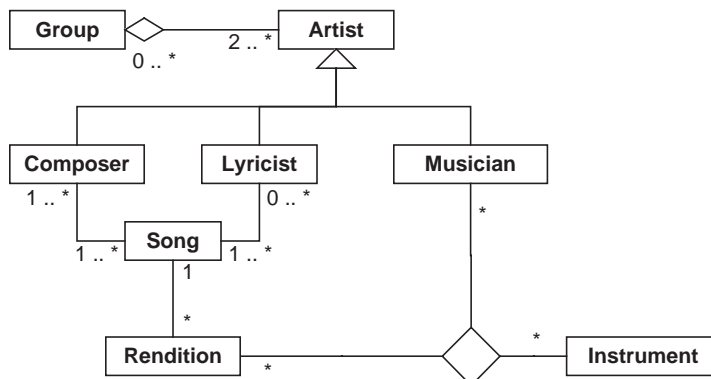 Group
Artist
0 .. *
2 .. *
Composer
Lyricist
Musician
1 .. *
0 .. *
*
Song
1 .. *
1 .. *
1
*
Rendition
*
*
Instrument